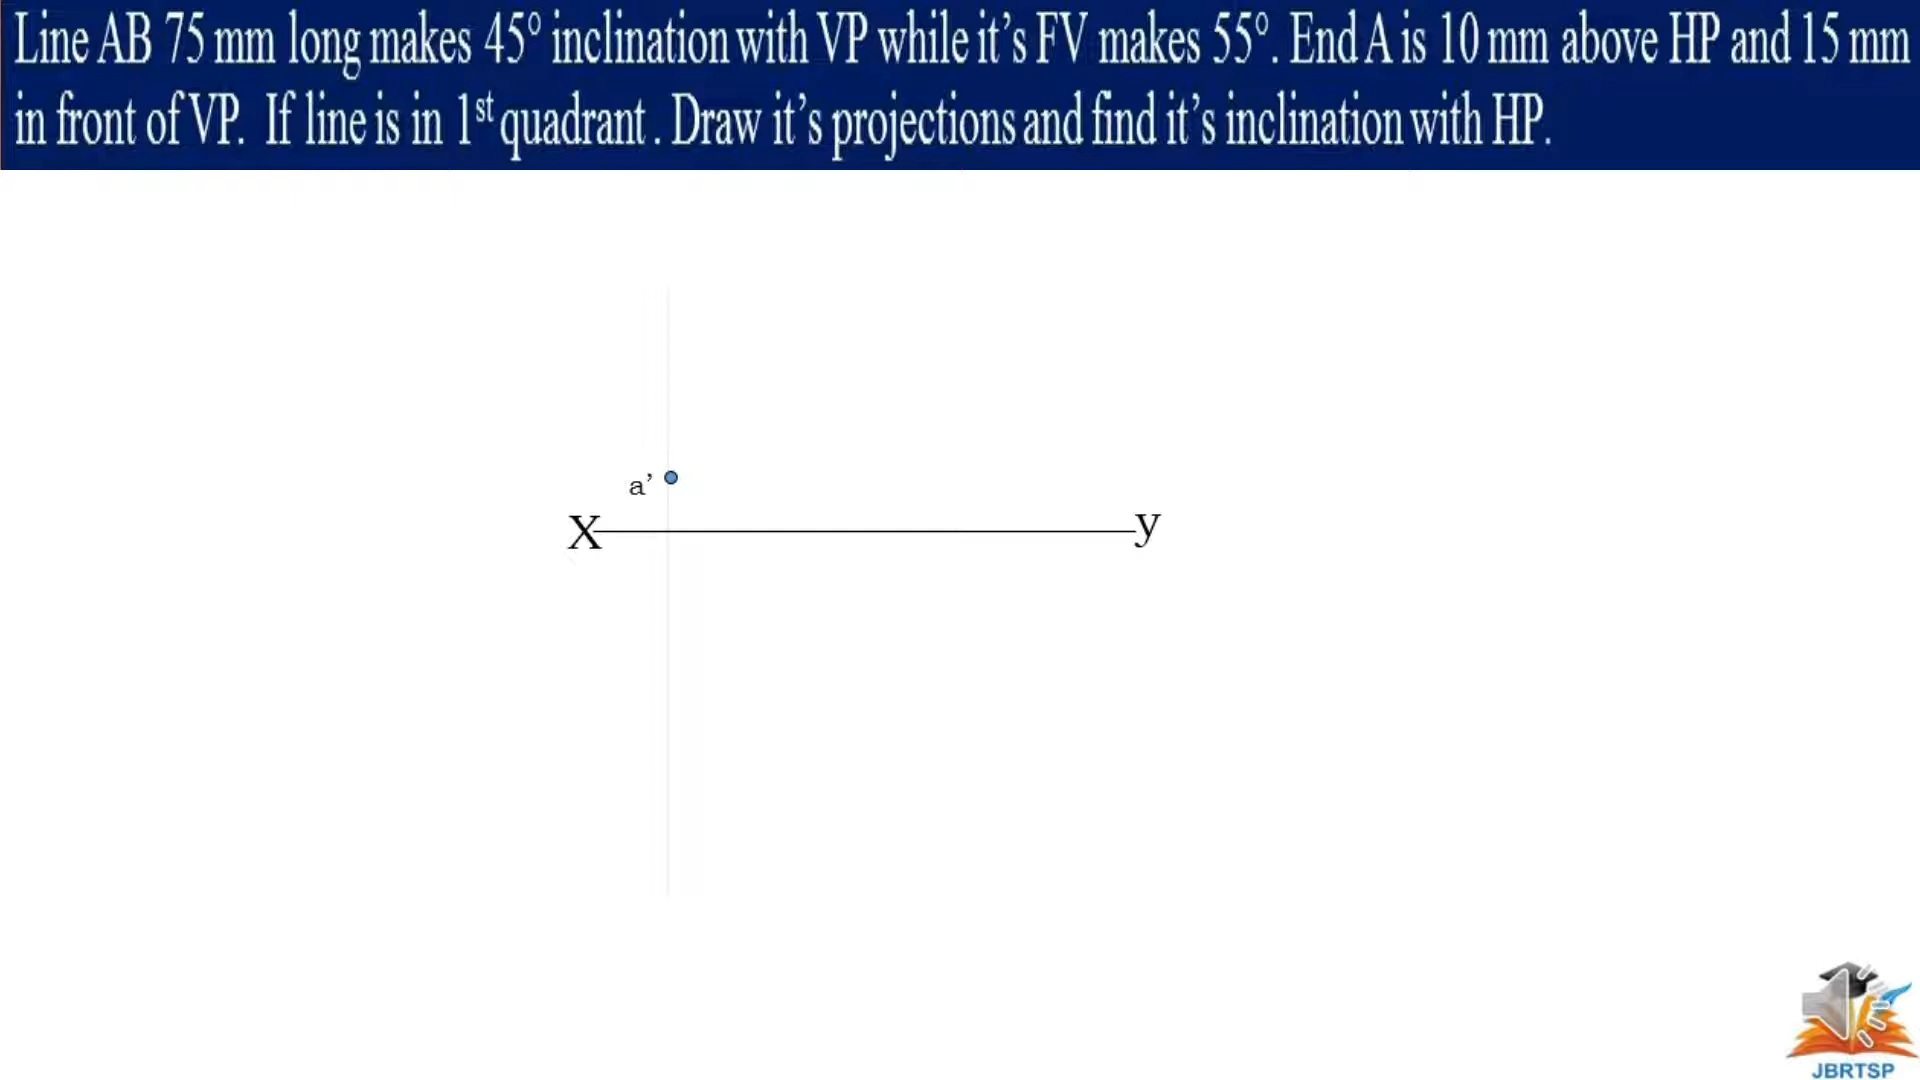 Line AB 75 mm long makes 45° inclination with VP while it’s FV makes 55°. End A is 10 mm above HP and 15 mm
in front of VP. If line is in 1st quadrant . Draw it’s projections and find it’s inclination with HP.
a’
X
y
JBRTSP